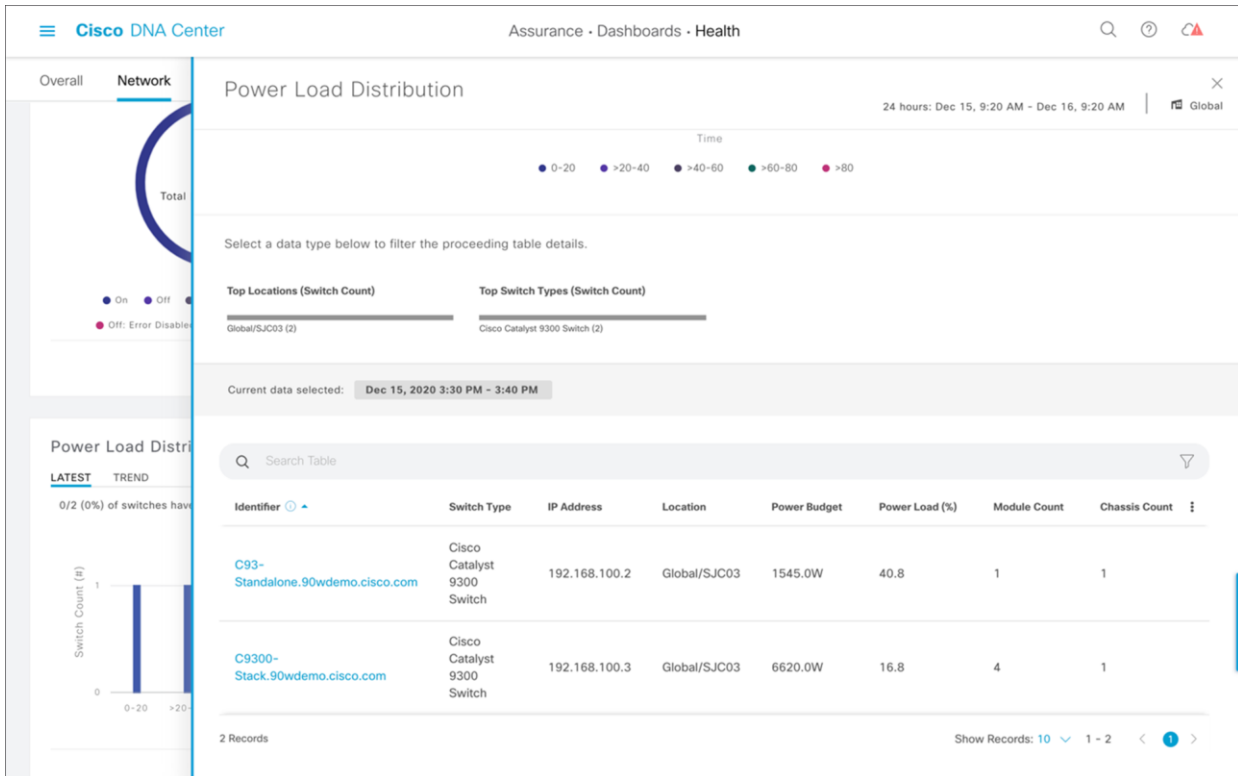 Cisco DNA Center
Assurance · Dashboards · Health
Overall
Network
Total
On
Off
Off: Error Disabled
Power Load Distri
LATEST
TREND
0/2 (0%) of switches have
Switch Count (#)
1
0
0-20
>20-
Power Load Distribution
24 hours: Dec 15, 9:20 AM - Dec 16, 9:20 AM
Global
Time
0-20 >20-40 >40-60 >60-80 >80
Select a data type below to filter the proceeding table details.
Top Locations (Switch Count)
Global/SJC03 (2)
Top Switch Types (Switch Count)
Cisco Catalyst 9300 Switch (2)
Current data selected: Dec 15, 2020 3:30 PM - 3:40 PM
Search Table
Identifier Switch Type IP Address Location Power Budget Power Load (%) Module Count Chassis Count
C93-
Standalone.90wdemo.cisco.com
Cisco
Catalyst
9300
Switch
192.168.100.2 Global/SJC03 1545.0W 40.8 1 1
C9300-
Stack.90wdemo.cisco.com
Cisco
Catalyst
9300
Switch
192.168.100.3 Global/SJC03 6620.0W 16.8 4 1
2 Records
Show Records: 10 1 - 2 1